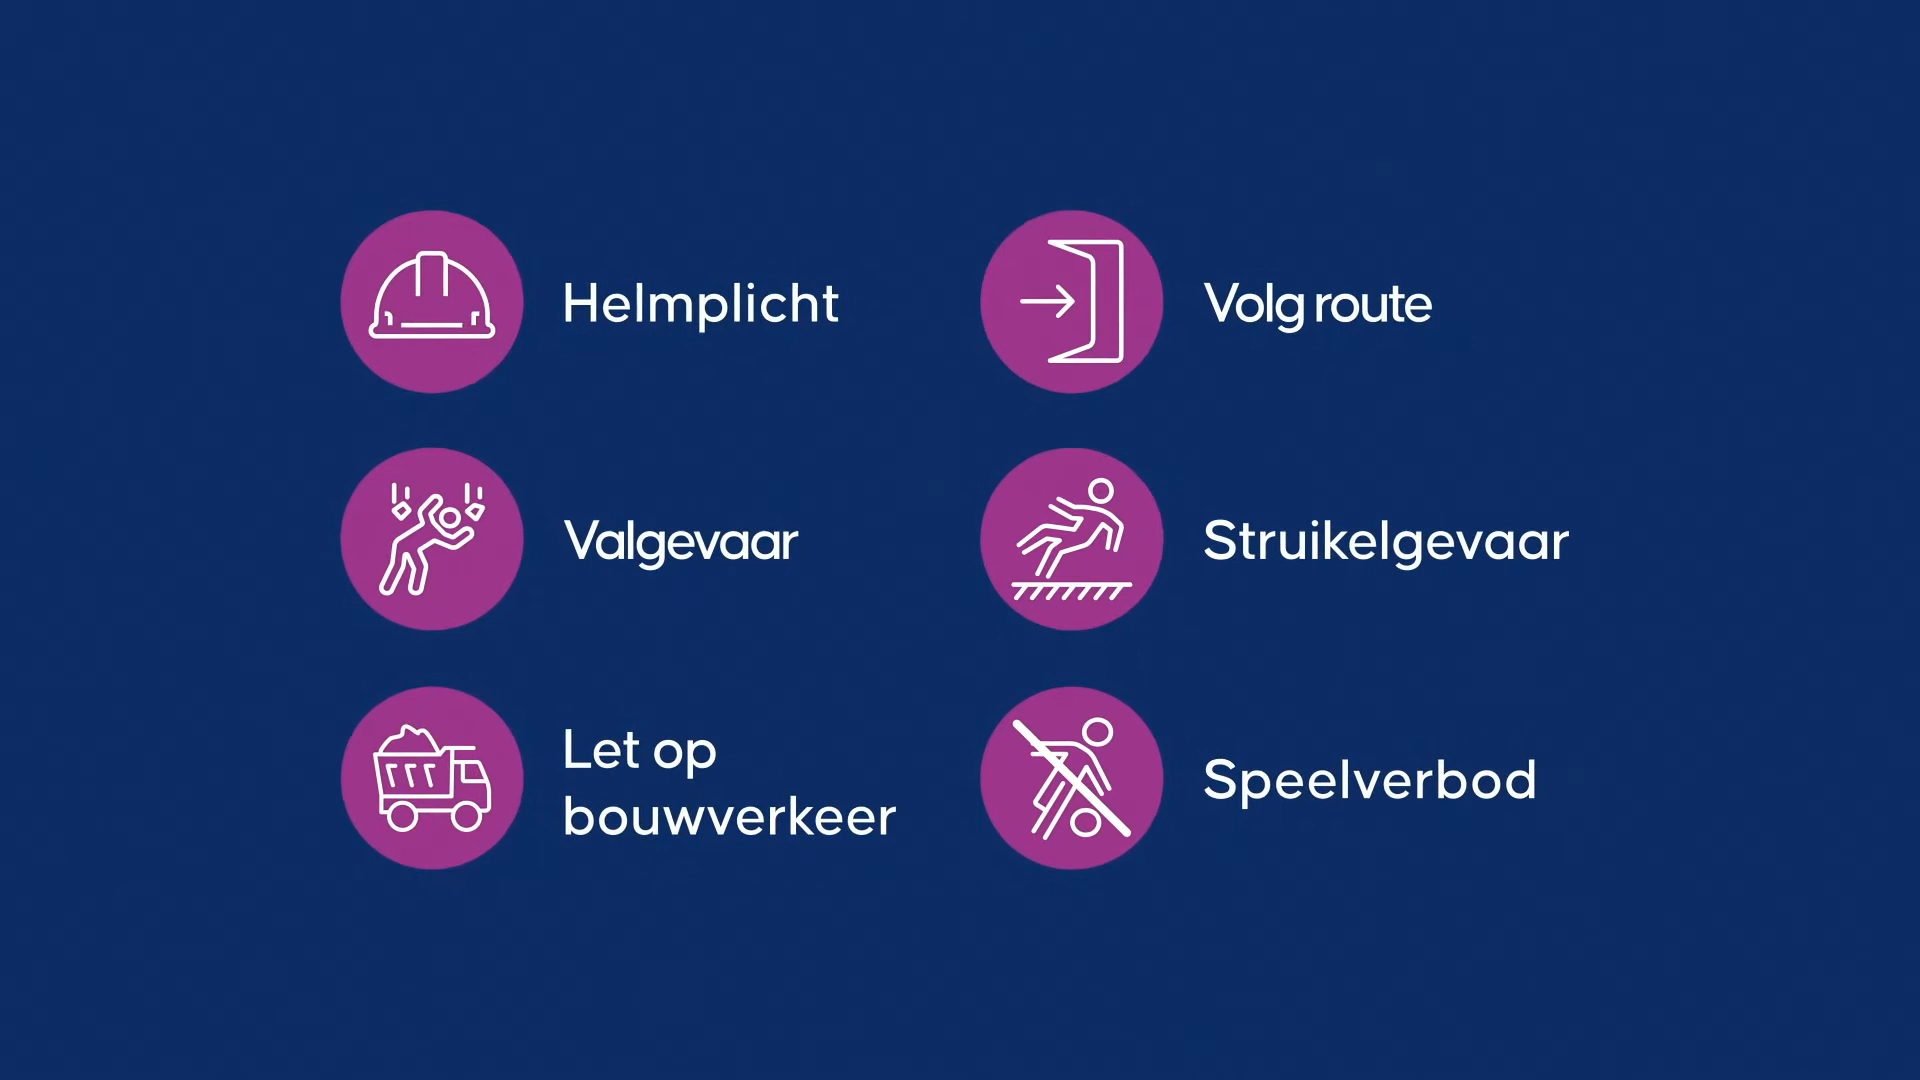 Helmplicht
Volg route
Valgevaar
Struikelgevaar
Let op
bouwverkeer
Speelverbod